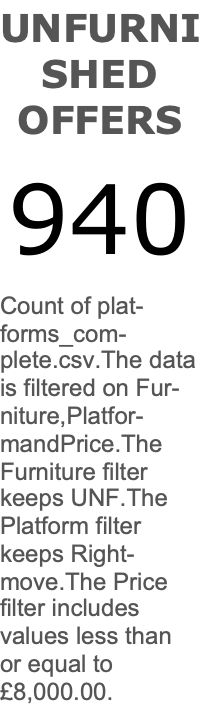 UNFURNI
SHED
OFFERS
940
Count of plat-
forms_com-
plete.csv.The data
is filtered on Fur-
niture,Platfor-
mandPrice.The
Furniture filter
keeps UNF.The
Platform filter
keeps Right-
move.The Price
filter includes
values less than
or equal to
£8,000.00.